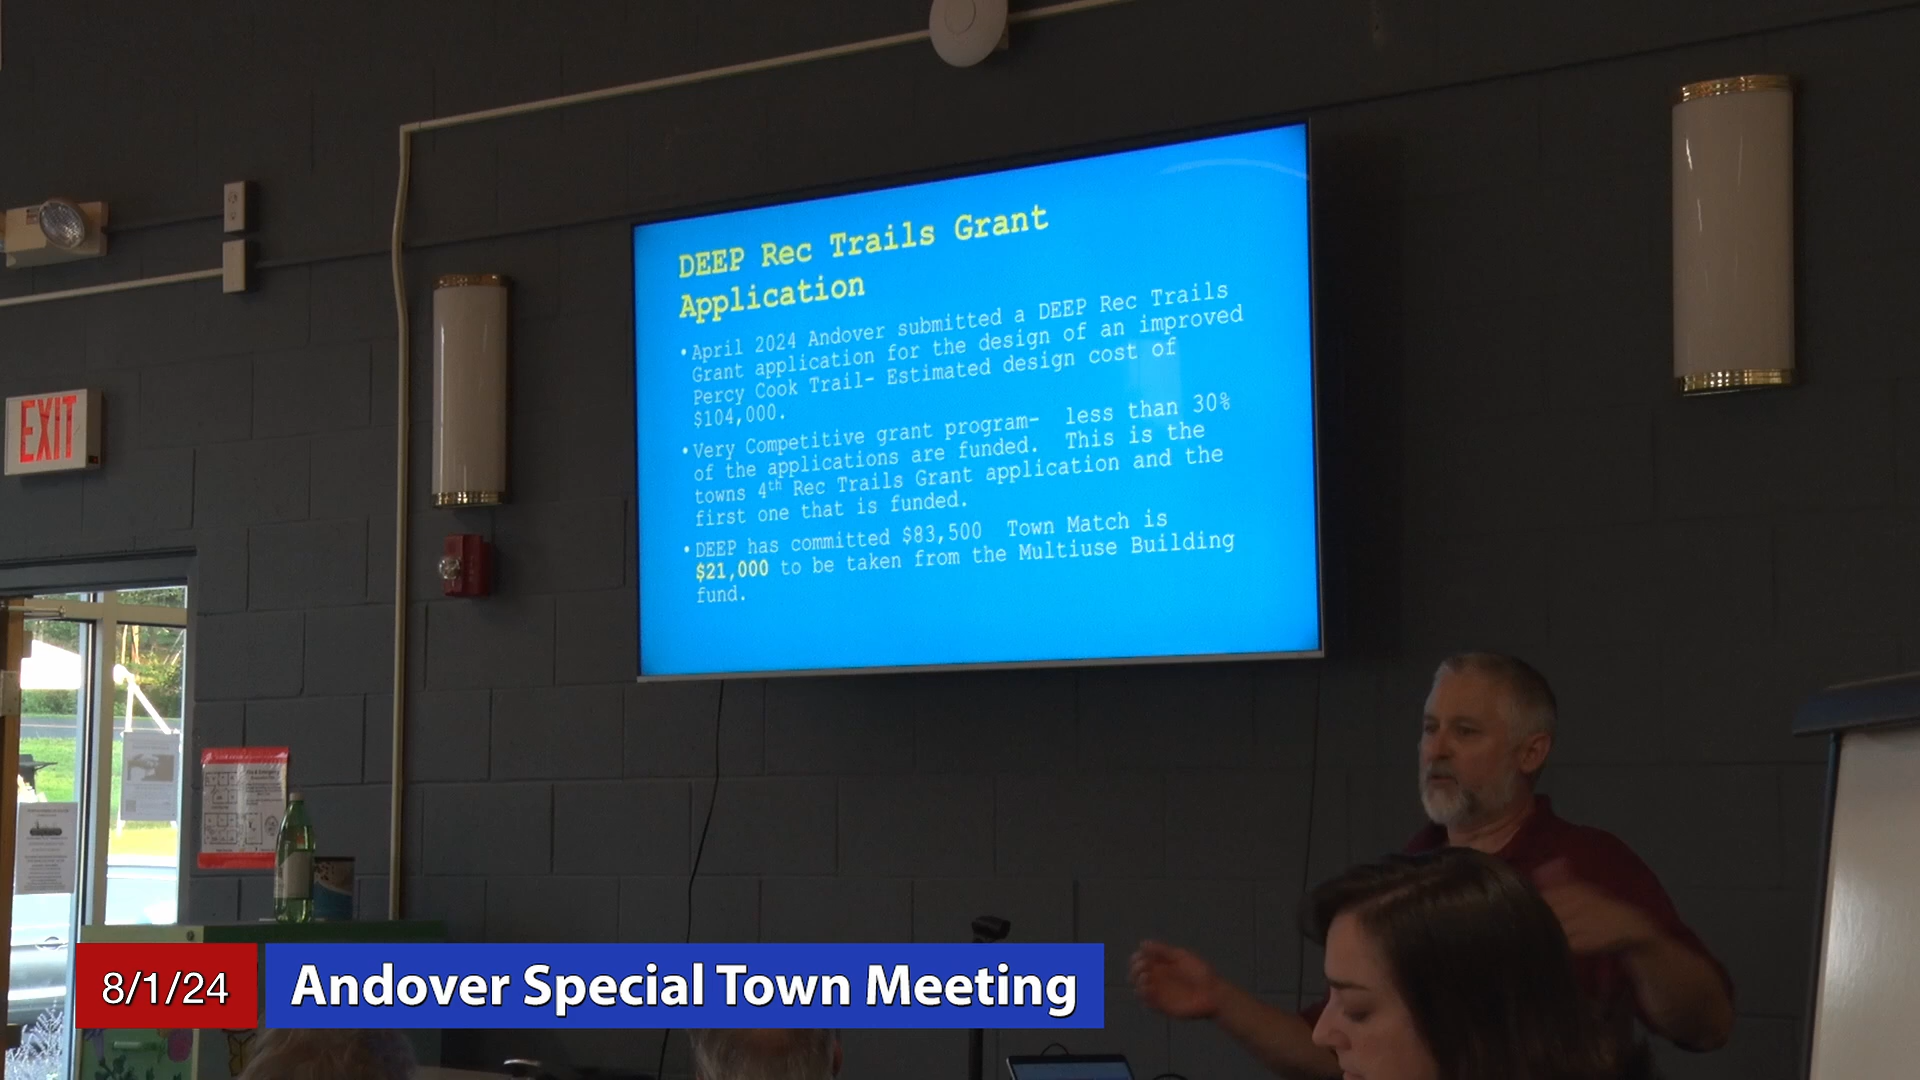 DEEP Rec Trails Grant
Application
•April 2024 Andover submitted a DEEP Rec Trails
Grant application for the design of an improved
Percy Cook Trail- Estimated design cost of
$104,000.
•Very Competitive grant program- less than 30%
of the applications are funded. This is the
towns 4th Rec Trails Grant application and the
first one that is funded.
•DEEP has committed $83,500 Town Match is
$21,000 to be taken from the Multiuse Building
fund.
EXIT
8/1/24 Andover Special Town Meeting